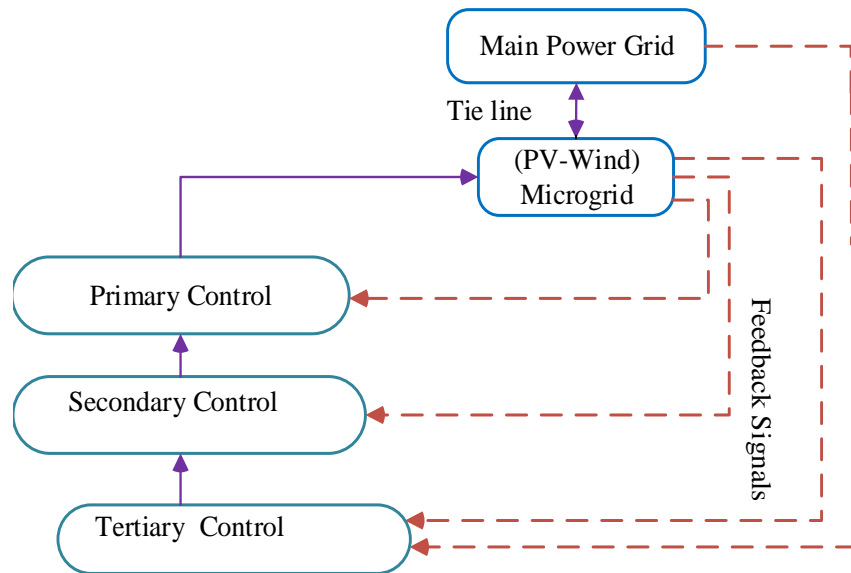 Main Power Grid
Tie line
(PV-Wind)
Microgrid
Primary Control
Secondary Control
Tertiary Control
Feedback Signals